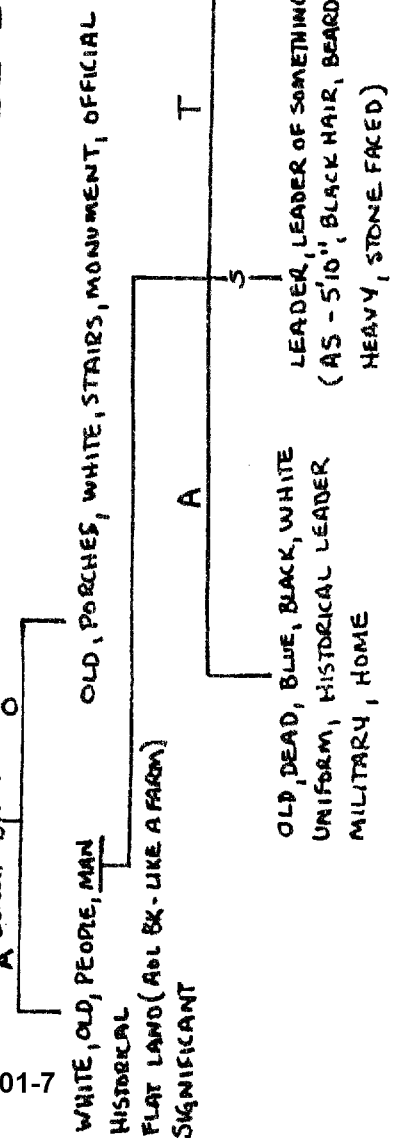 A
O
WHITE, OLD, PEOPLE, MAN
HISTORICAL
FLAT LAND (AOL BK-LIKE A FARM)
SIGNIFICANT
OLD, PORCHES, WHITE, STAIRS, MONUMENT, OFFICIAL
A
T
S
OLD, DEAD, BLUE, BLACK, WHITE
UNIFORM, HISTORICAL LEADER
MILITARY, HOME
LEADER, LEADER OF SOMETHING
(AS - 5'10", BLACK HAIR, BEARD
HEAVY, STONE FACED)
01-7